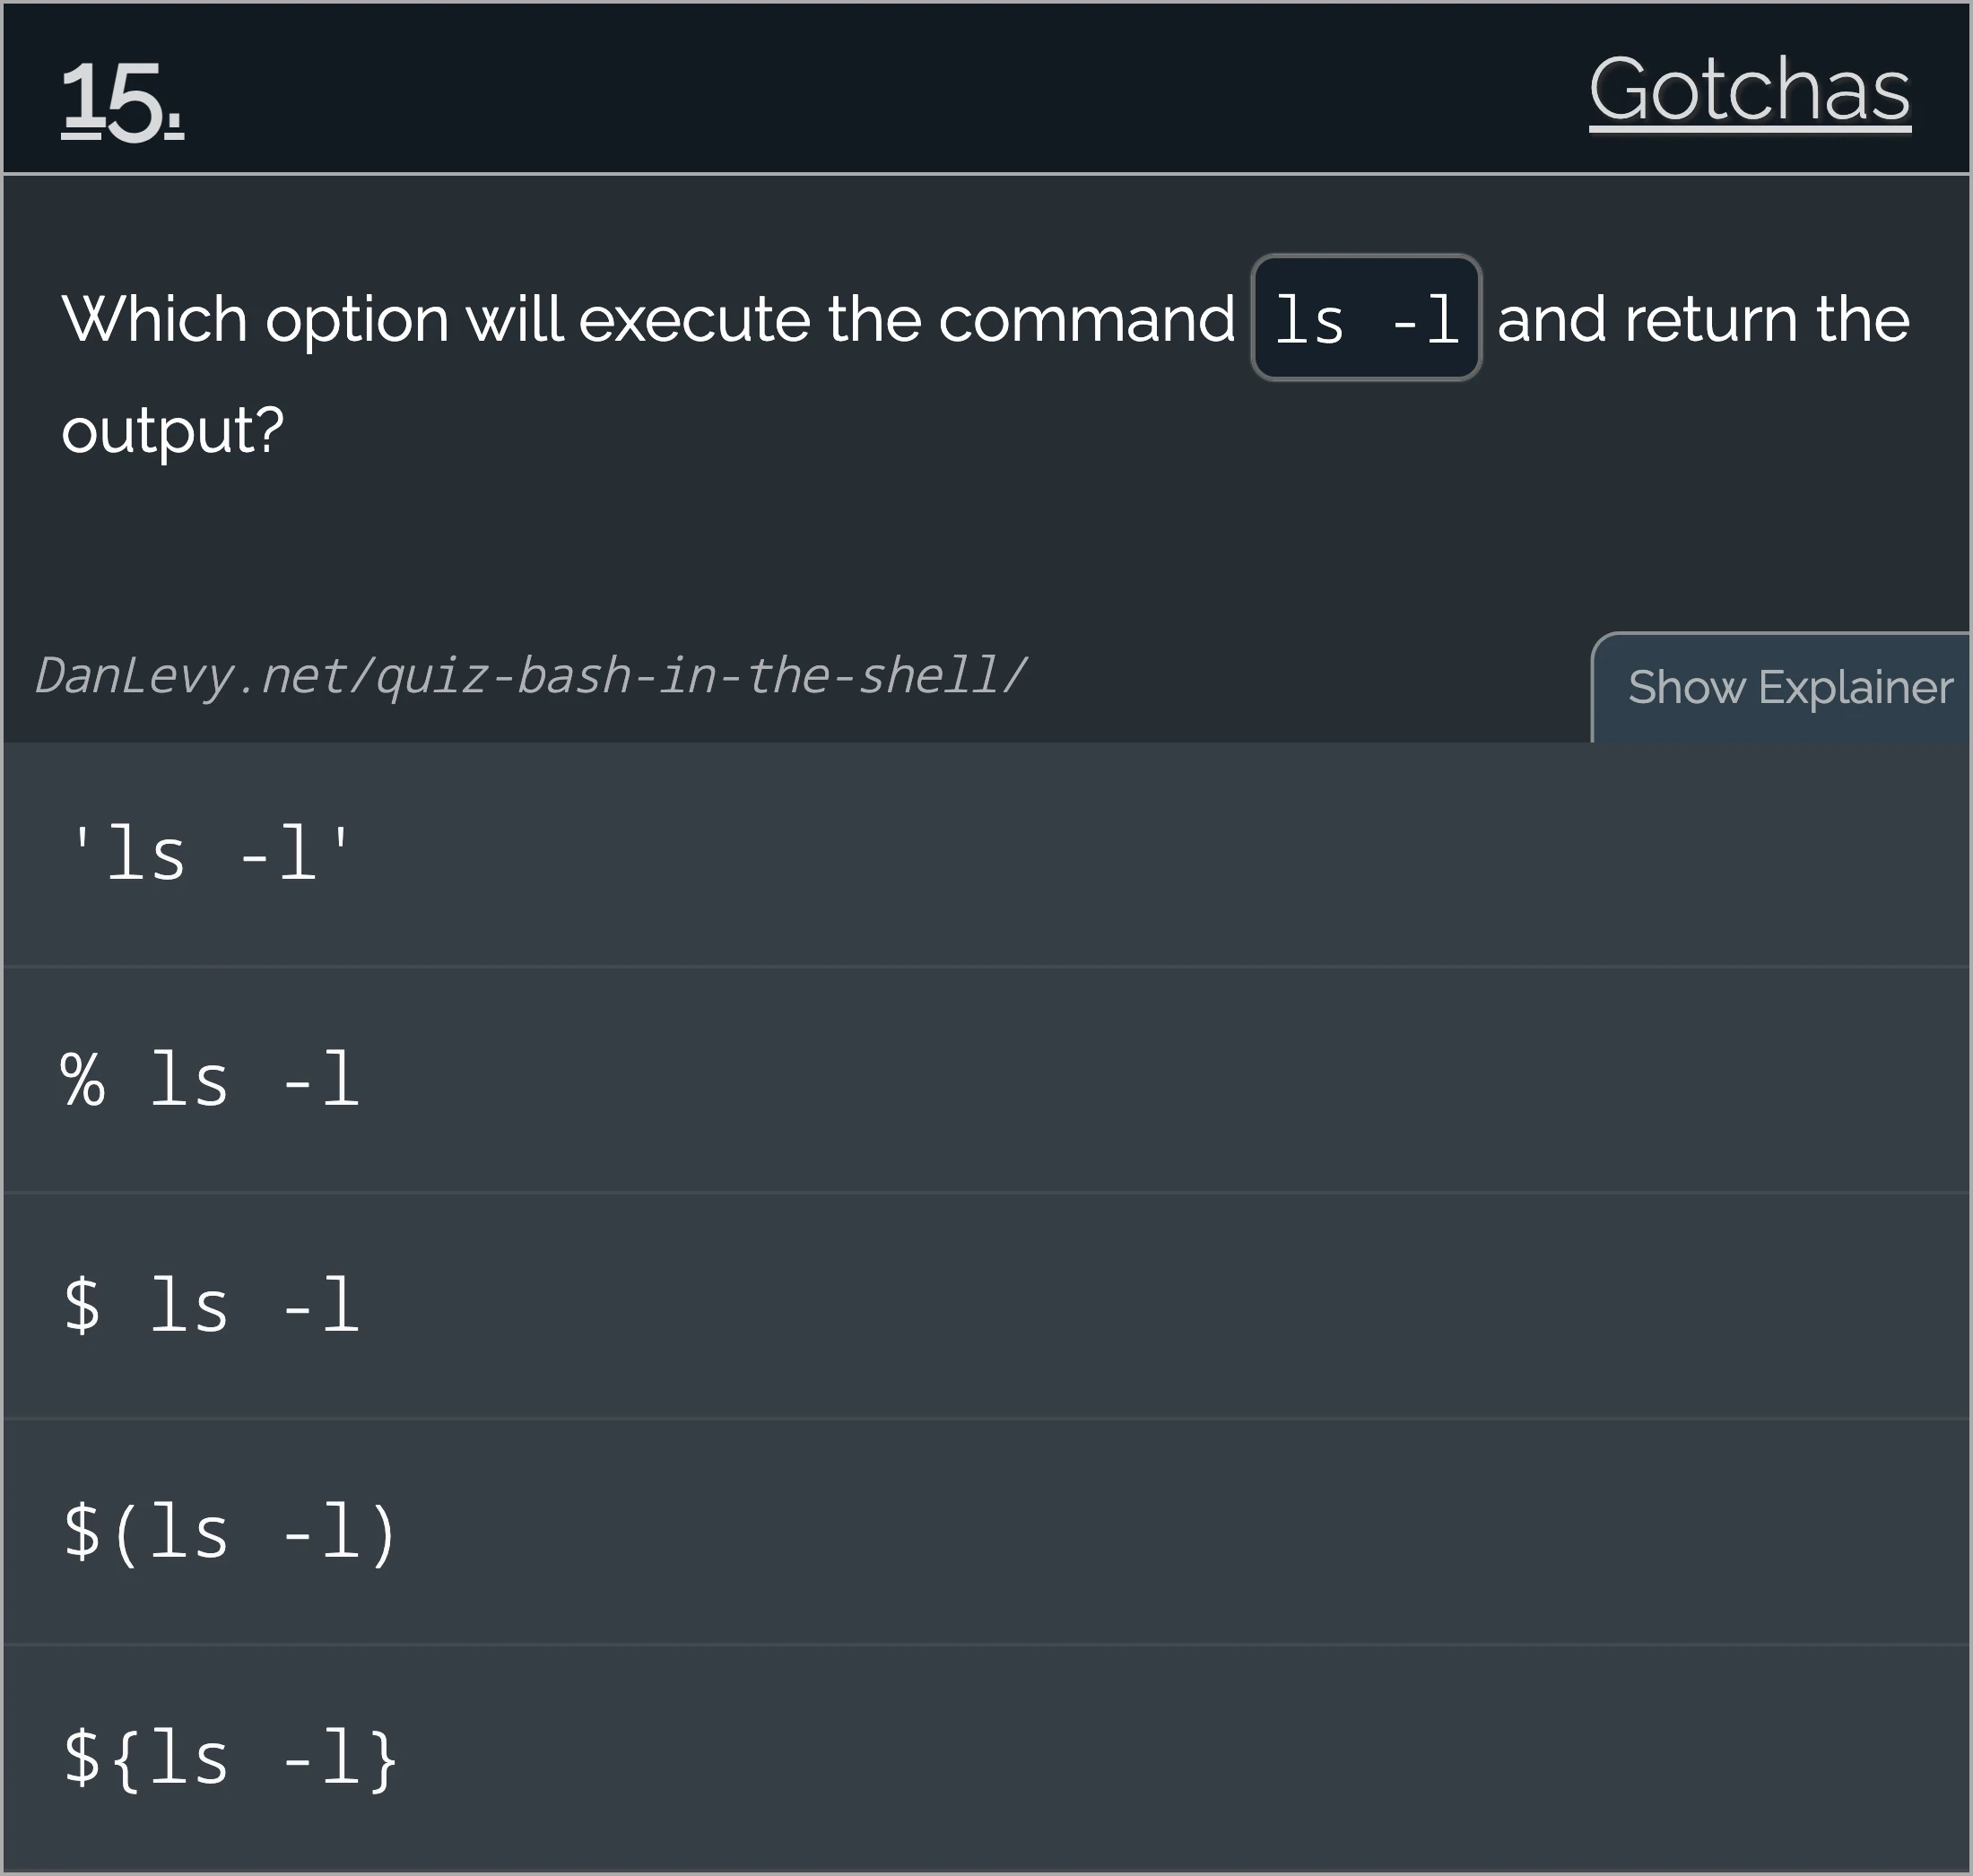 15.
Gotchas
Which option will execute the command ls -l and return the
output?
DanLevy.net/quiz-bash-in-the-shell/
Show Explainer
'ls -l'
% ls -l
$ ls -l
$(ls -l)
${ls -l}